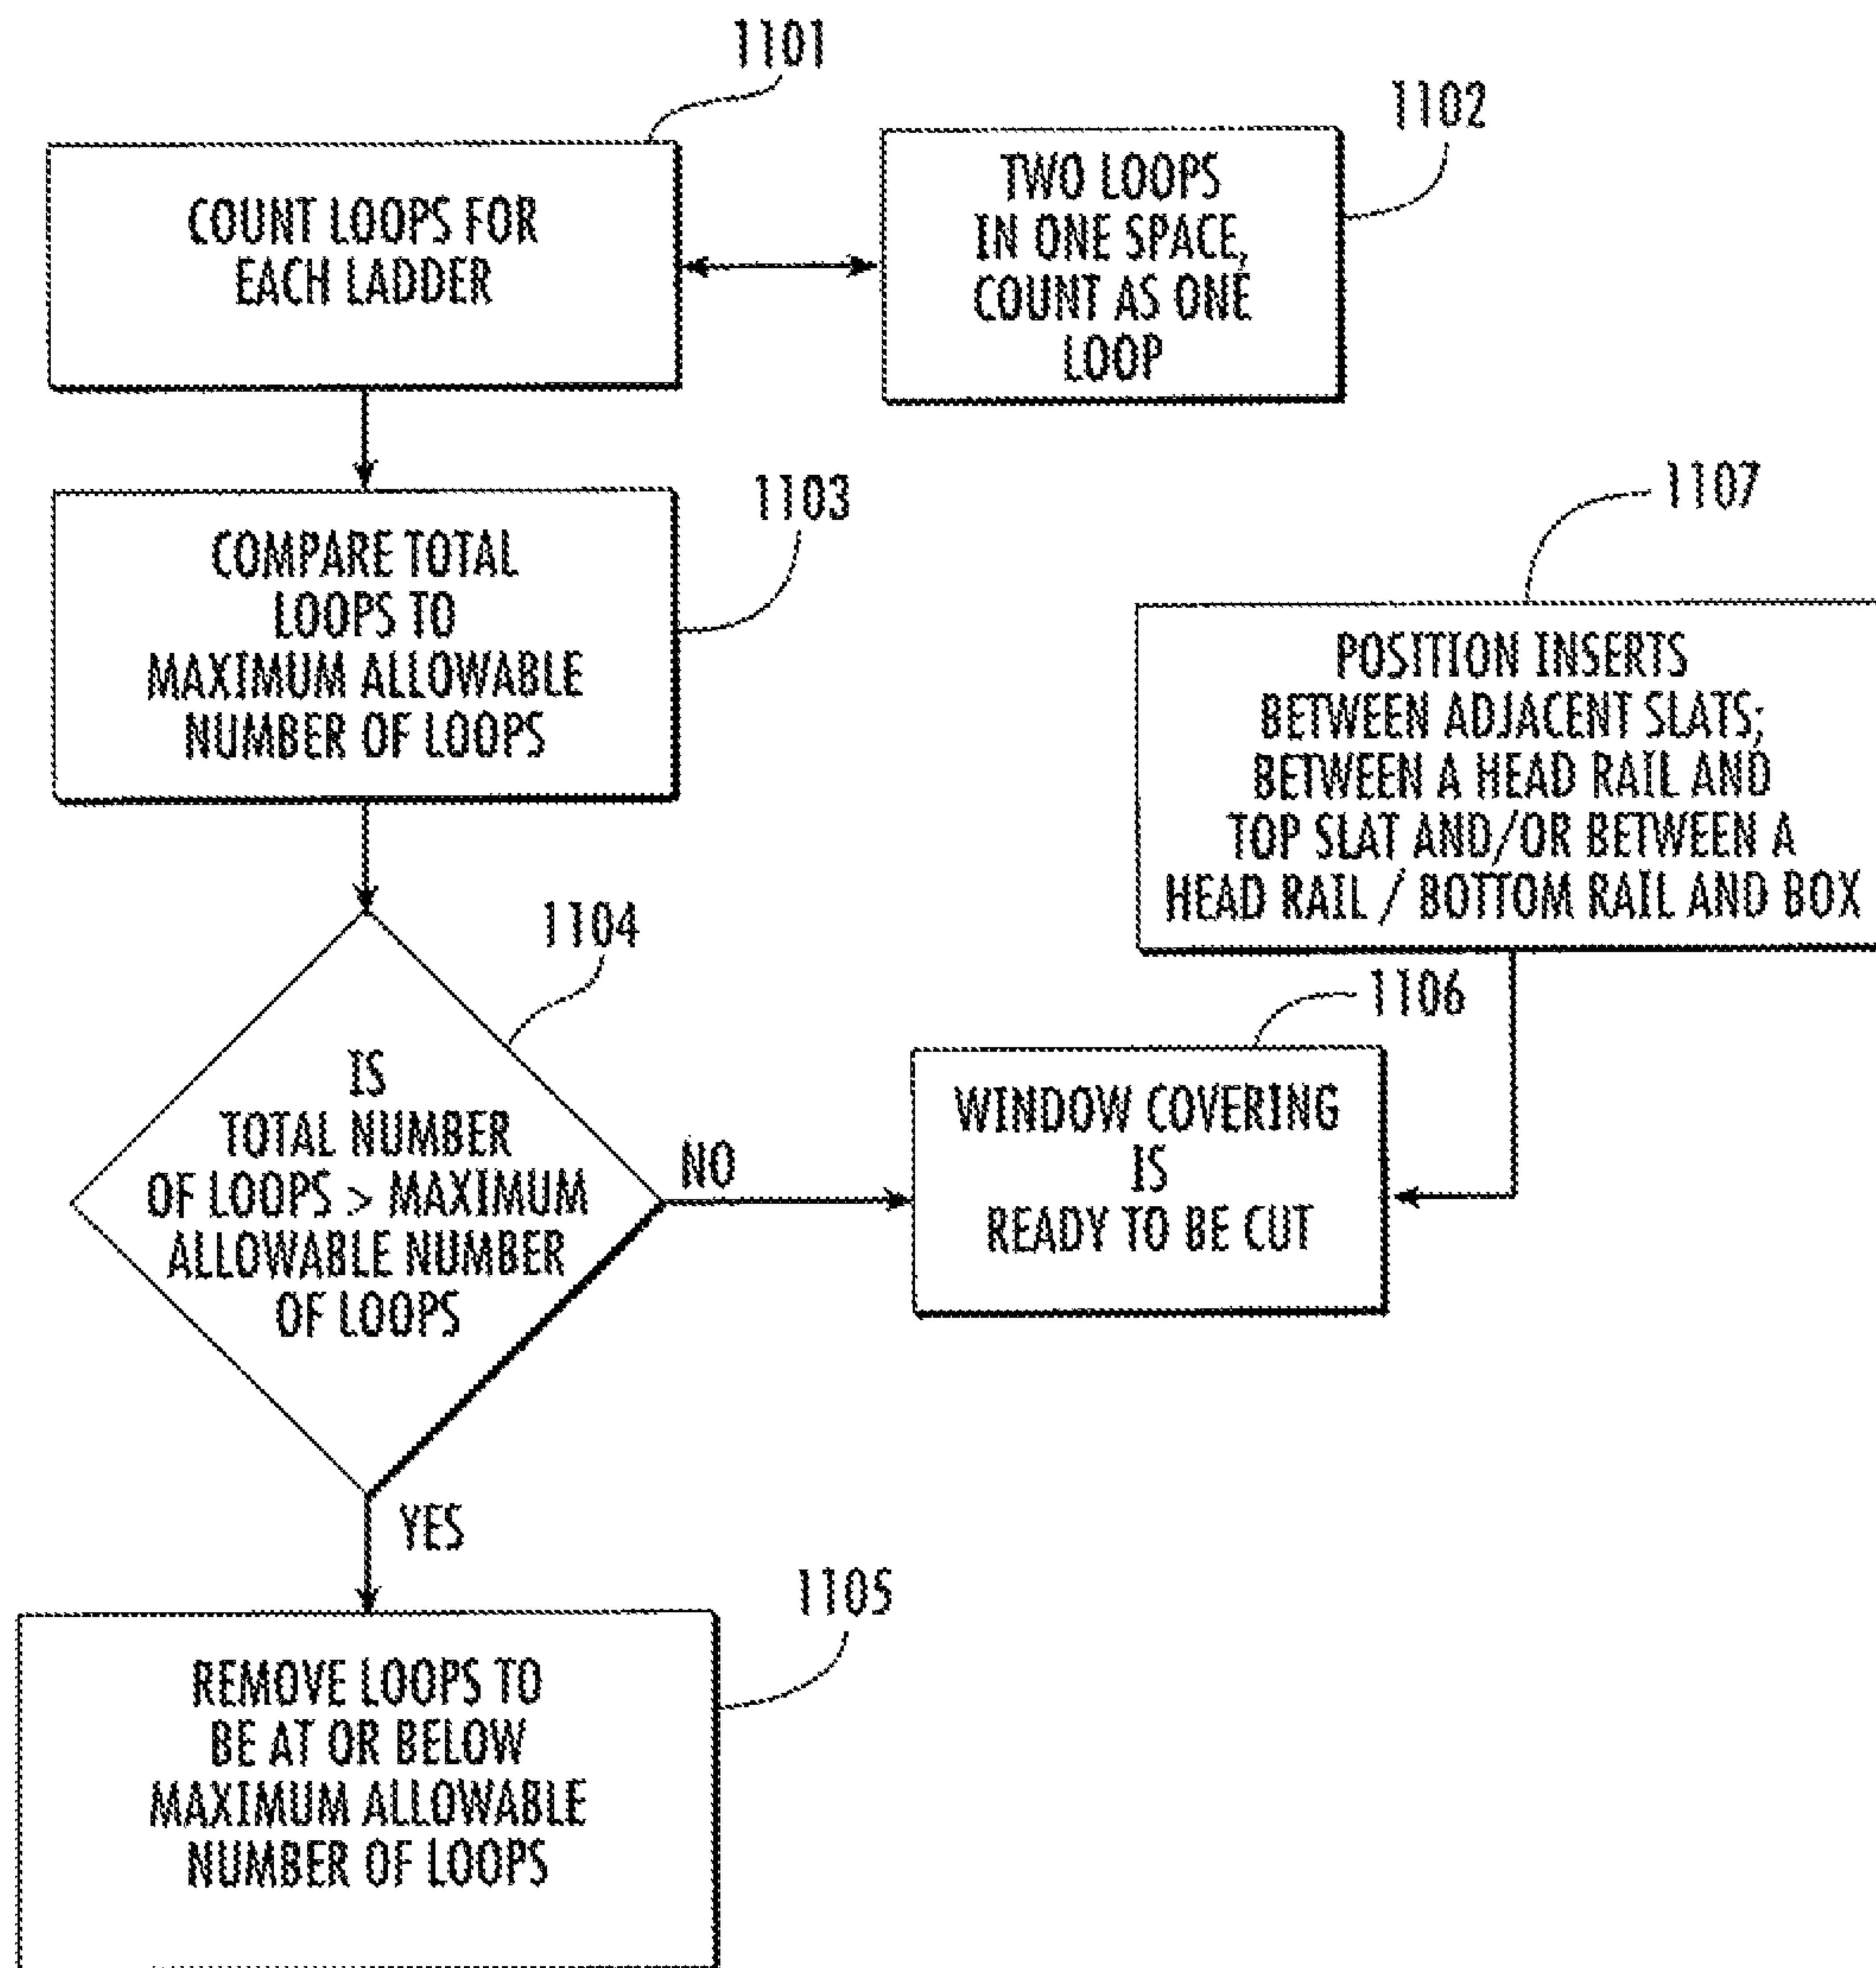 1101
COUNT LOOPS FOR
EACH LADDER
1102
TWO LOOPS
IN ONE SPACE,
COUNT AS ONE
LOOP
1103
COMPARE TOTAL
LOOPS TO
MAXIMUM ALLOWABLE
NUMBER OF LOOPS
1107
POSITION INSERTS
BETWEEN ADJACENT SLATS;
BETWEEN A HEAD RAIL AND
TOP SLAT AND/OR BETWEEN A
HEAD RAIL / BOTTOM RAIL AND BOX
1104
IS
TOTAL NUMBER
OF LOOPS > MAXIMUM
ALLOWABLE NUMBER
OF LOOPS
NO
1106
WINDOW COVERING
IS
READY TO BE CUT
YES
1105
REMOVE LOOPS TO
BE AT OR BELOW
MAXIMUM ALLOWABLE
NUMBER OF LOOPS